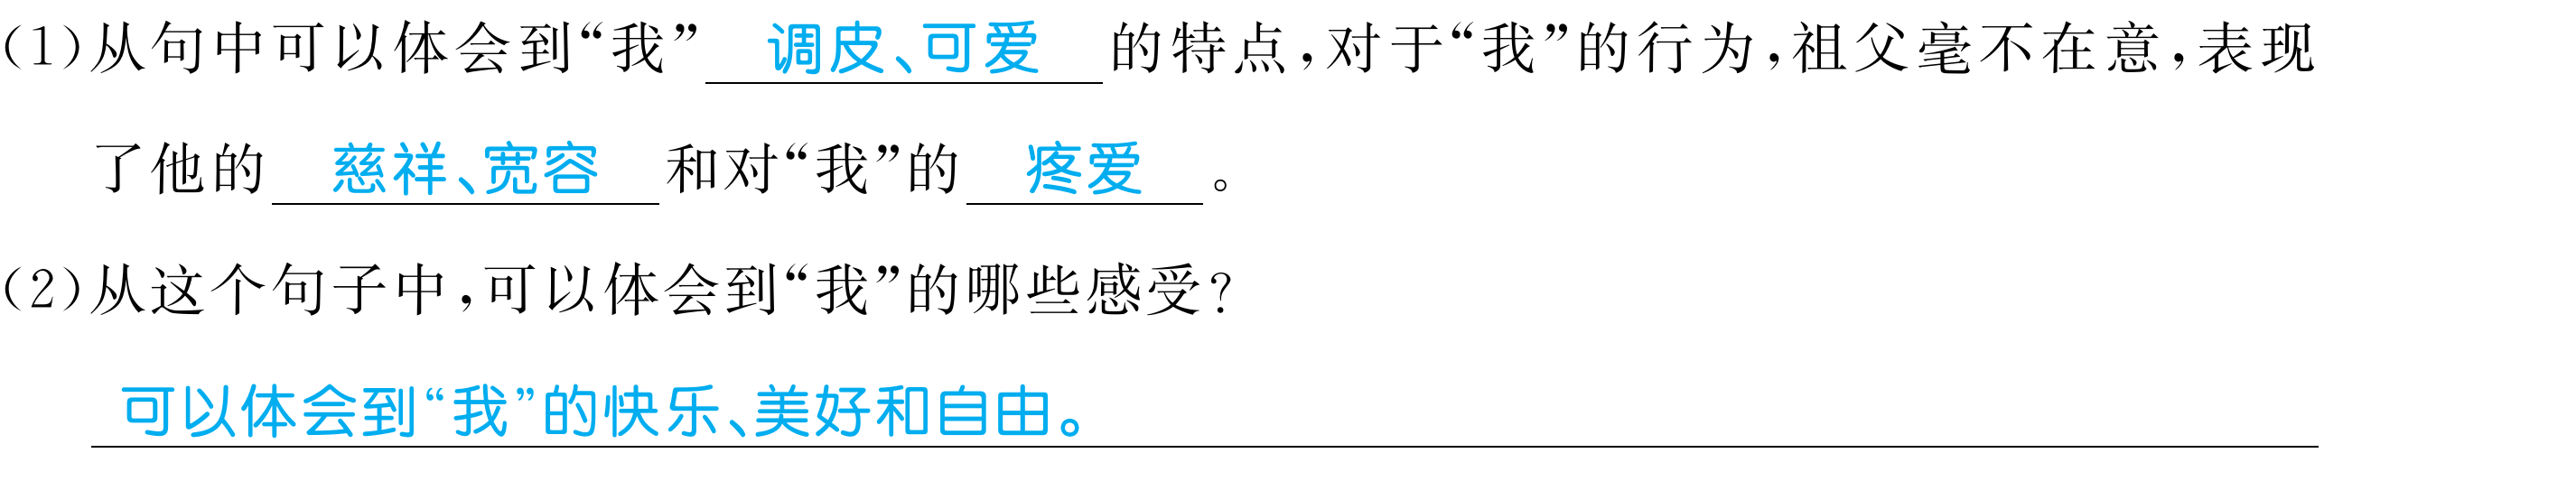 (1)从句中可以体会到“我”调皮、可爱的特点,对于“我”的行为,祖父毫不在意,表现
了他的慈祥、宽容和对“我”的疼爱。
(2)从这个句子中,可以体会到“我”的哪些感受?
可以体会到“我”的快乐、美好和自由。